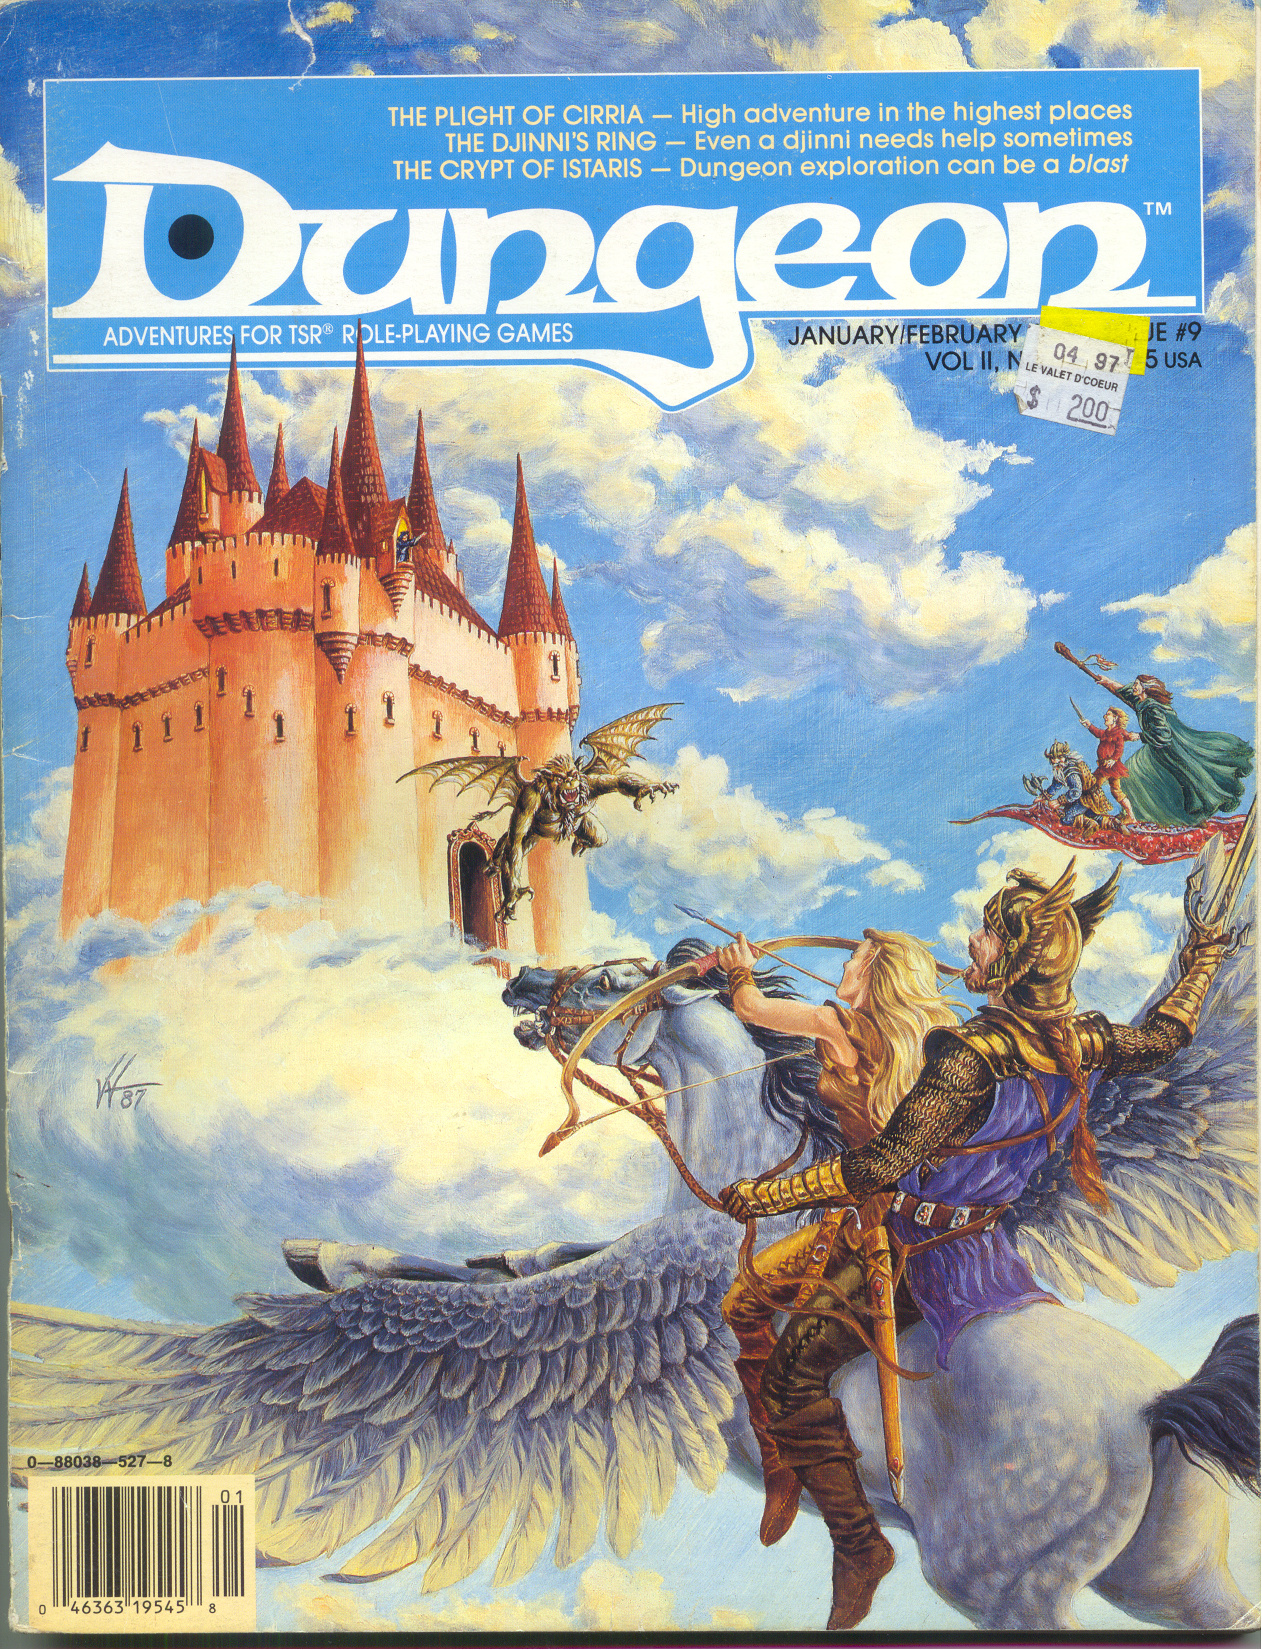 THE PLIGHT OF CIRRIA — High adventure in the highest places
THE DJINNI'S RING — Even a djinni needs help sometimes
THE CRYPT OF ISTARIS — Dungeon exploration can be a blast
Dungeon™
ADVENTURES FOR TSR® ROLE-PLAYING GAMES
JANUARY/FEBRUARY #9
VOL II, 5 USA
04 97
LE VALET D'COEUR
$ 200
87
0—88038—527—8
01
0 46363 19545 8